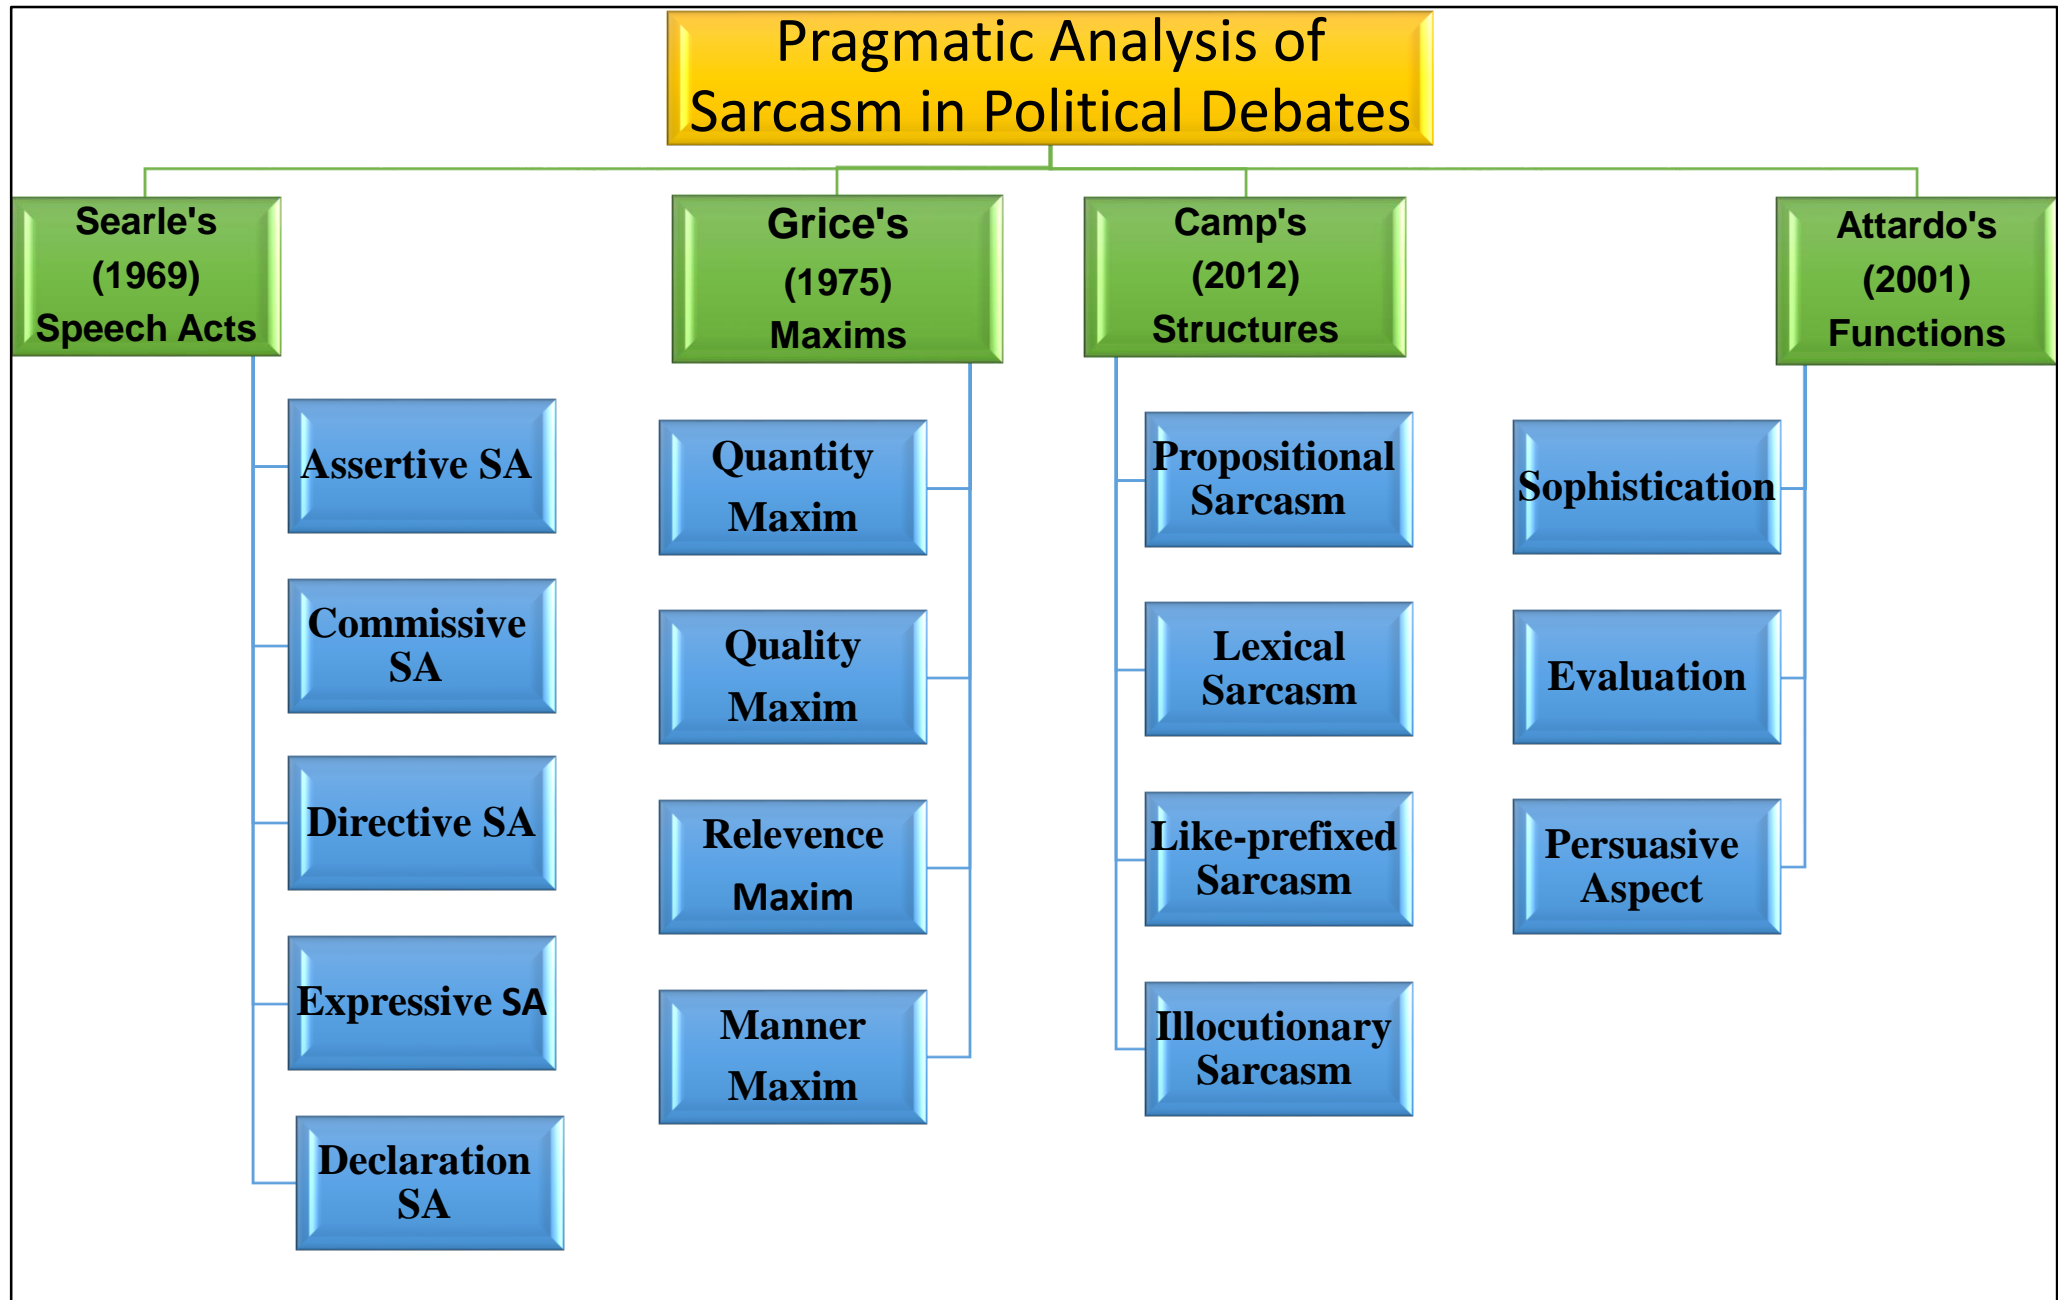 Pragmatic Analysis of
Sarcasm in Political Debates
Searle's
(1969)
Speech Acts
Assertive SA
Commissive
SA
Directive SA
Expressive SA
Declaration
SA
Grice's
(1975)
Maxims
Quantity
Maxim
Quality
Maxim
Relevence
Maxim
Manner
Maxim
Camp's
(2012)
Structures
Propositional
Sarcasm
Lexical
Sarcasm
Like-prefixed
Sarcasm
Illocutionary
Sarcasm
Attardo's
(2001)
Functions
Sophistication
Evaluation
Persuasive
Aspect